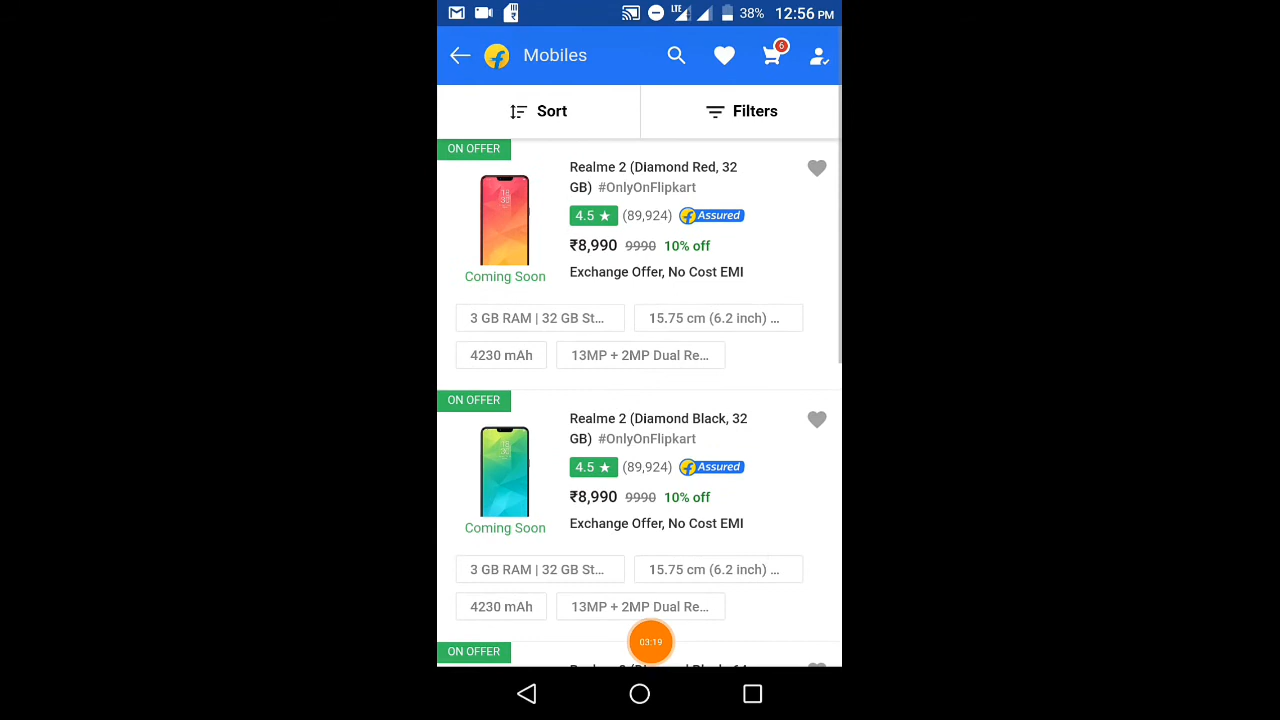 LTE 38% 12:56 PM
Mobiles 6
Sort Filters
ON OFFER
Realme 2 (Diamond Red, 32
GB) #OnlyOnFlipkart
4.5 ★ (89,924) Assured
₹8,990 9990 10% off
Exchange Offer, No Cost EMI
Coming Soon
3 GB RAM | 32 GB St... 15.75 cm (6.2 inch) ...
4230 mAh 13MP + 2MP Dual Re...
ON OFFER
Realme 2 (Diamond Black, 32
GB) #OnlyOnFlipkart
4.5 ★ (89,924) Assured
₹8,990 9990 10% off
Exchange Offer, No Cost EMI
Coming Soon
3 GB RAM | 32 GB St... 15.75 cm (6.2 inch) ...
4230 mAh 13MP + 2MP Dual Re...
03:19
ON OFFER